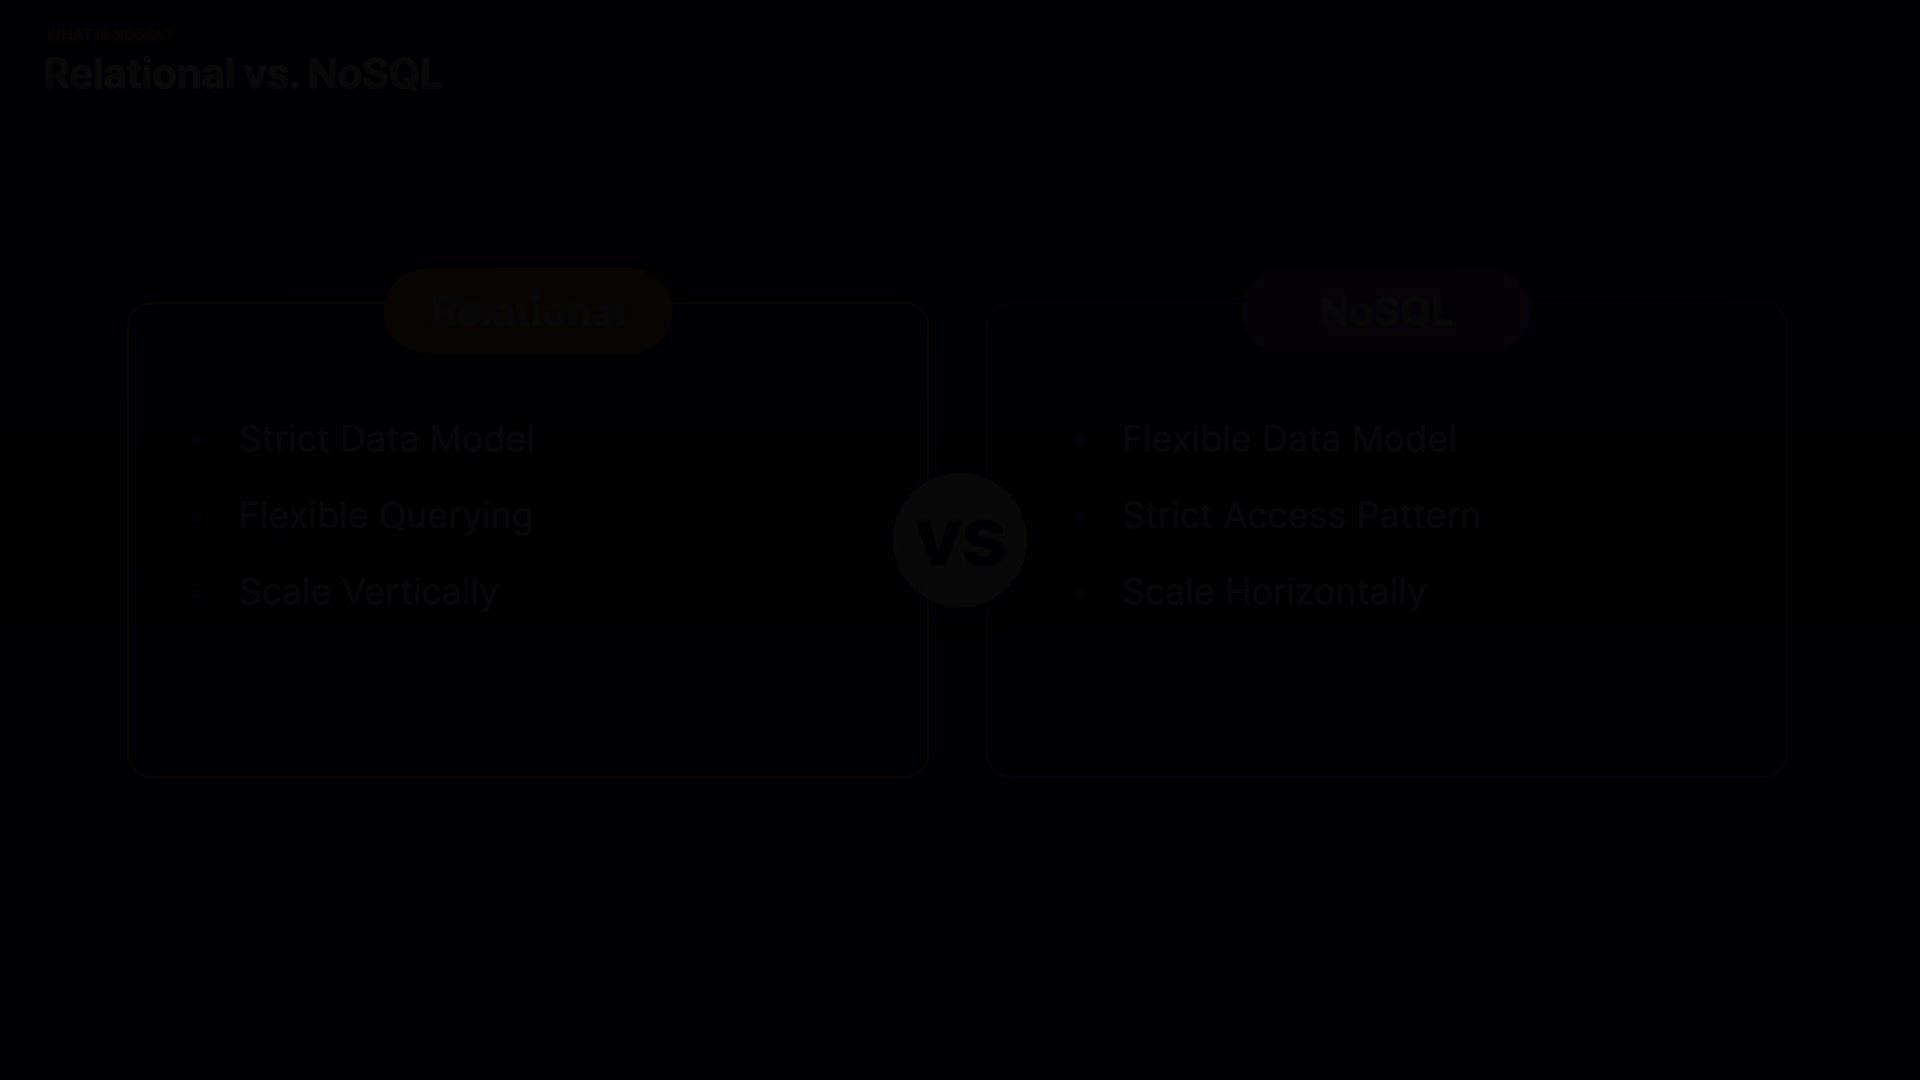 WHAT IS NOSQL?
Relational vs. NoSQL
Relational
Strict Data Model
Flexible Querying
Scale Vertically
VS
NoSQL
Flexible Data Model
Strict Access Pattern
Scale Horizontally